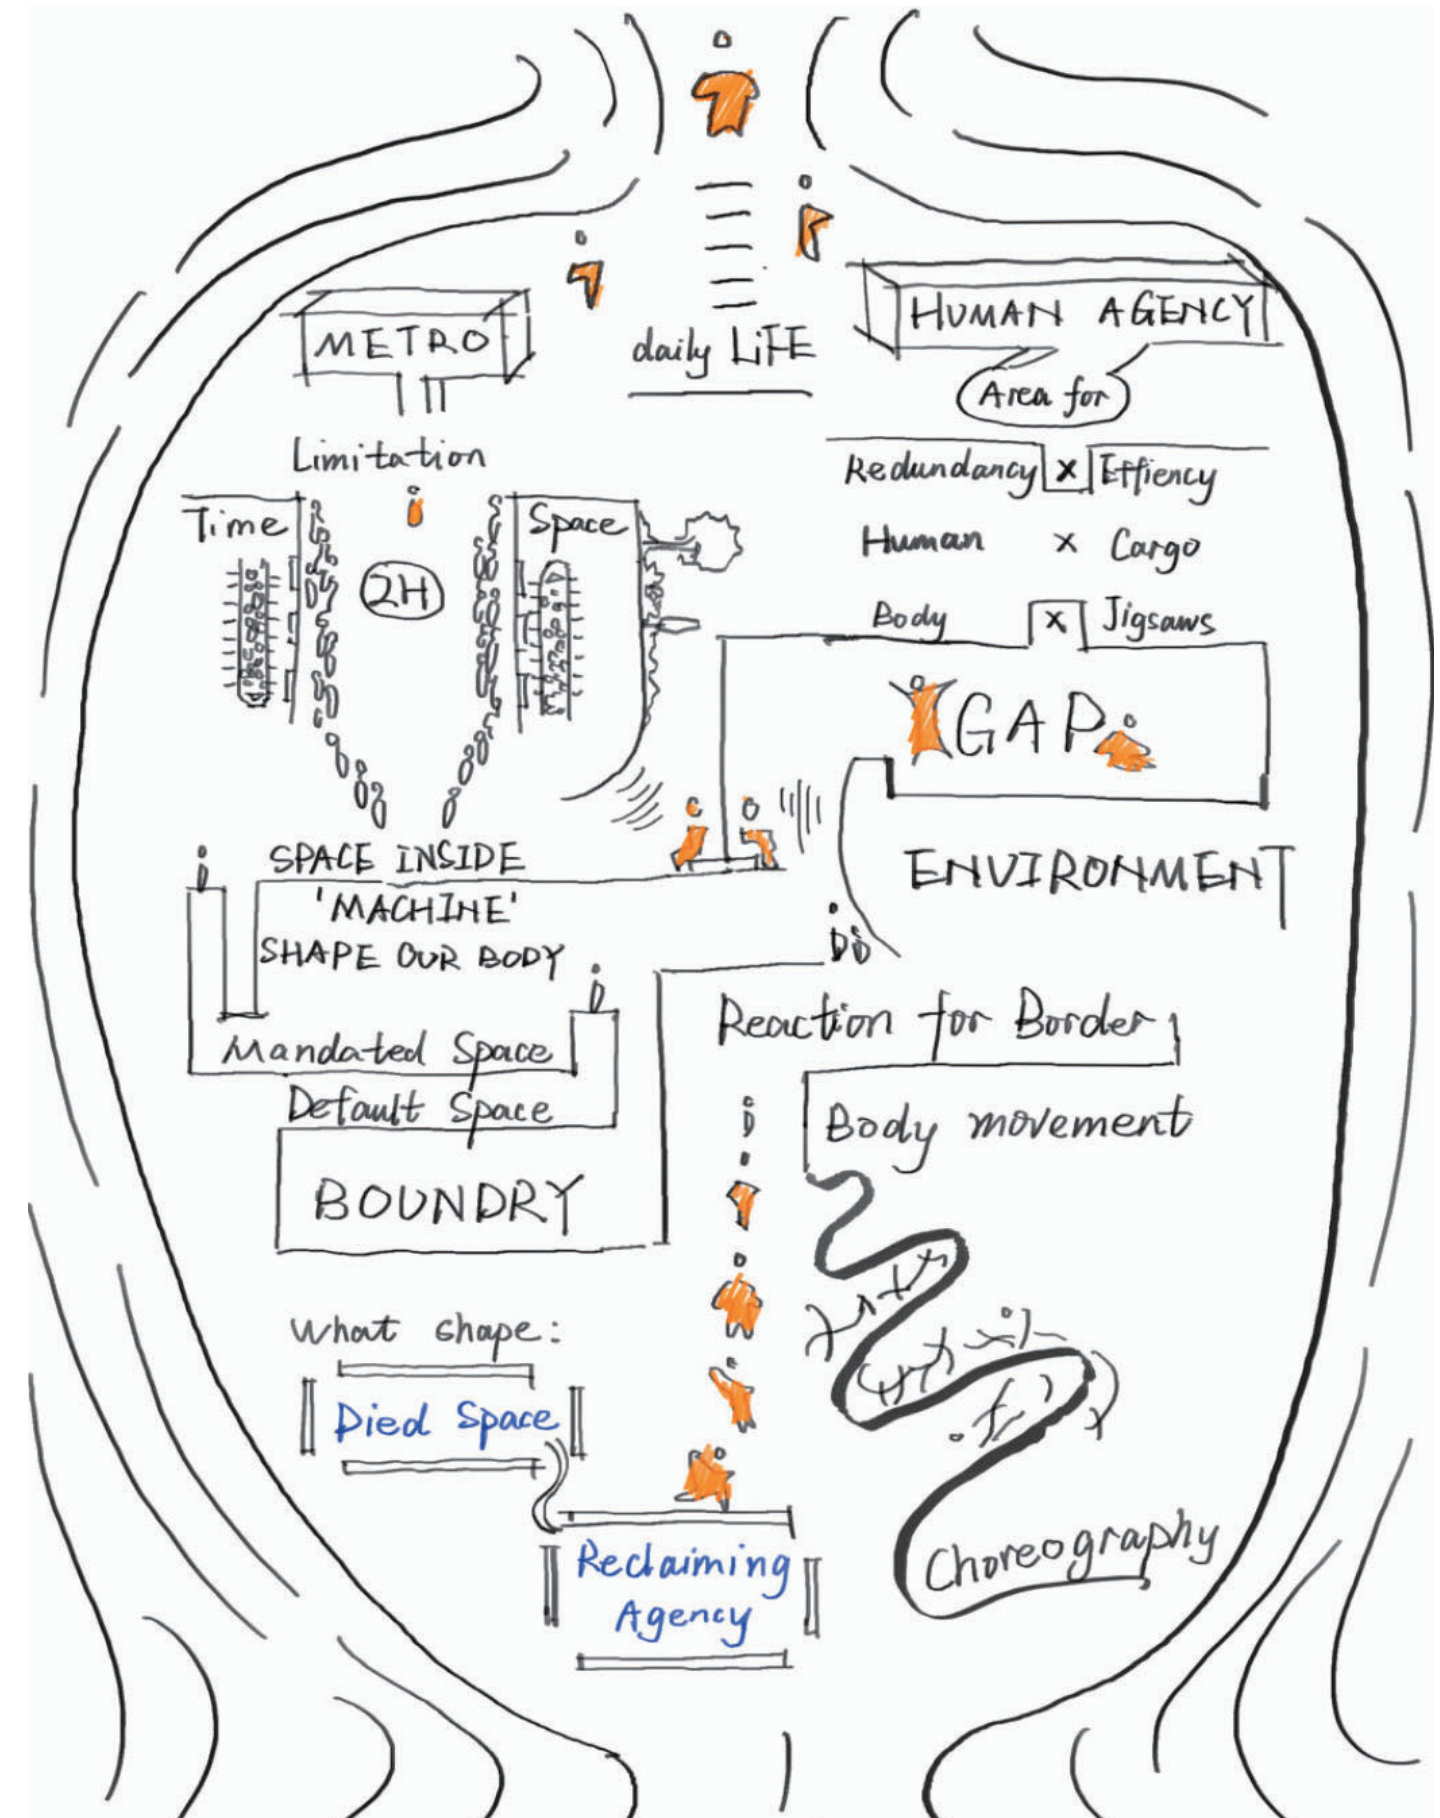 METRO
daily LiFE
HUMAN AGENCY
Area for
Limitation
Time
Space
2H
Redundancy x Effiency
Human x Cargo
Body x Jigsaws
GAP
ENVIRONMENT
SPACE INSIDE
'MACHINE'
SHAPE OUR BODY
Mandated Space
Default Space
BOUNDRY
Reaction for Border
Body movement
What shape:
Died Space
Reclaiming
Agency
Choreography